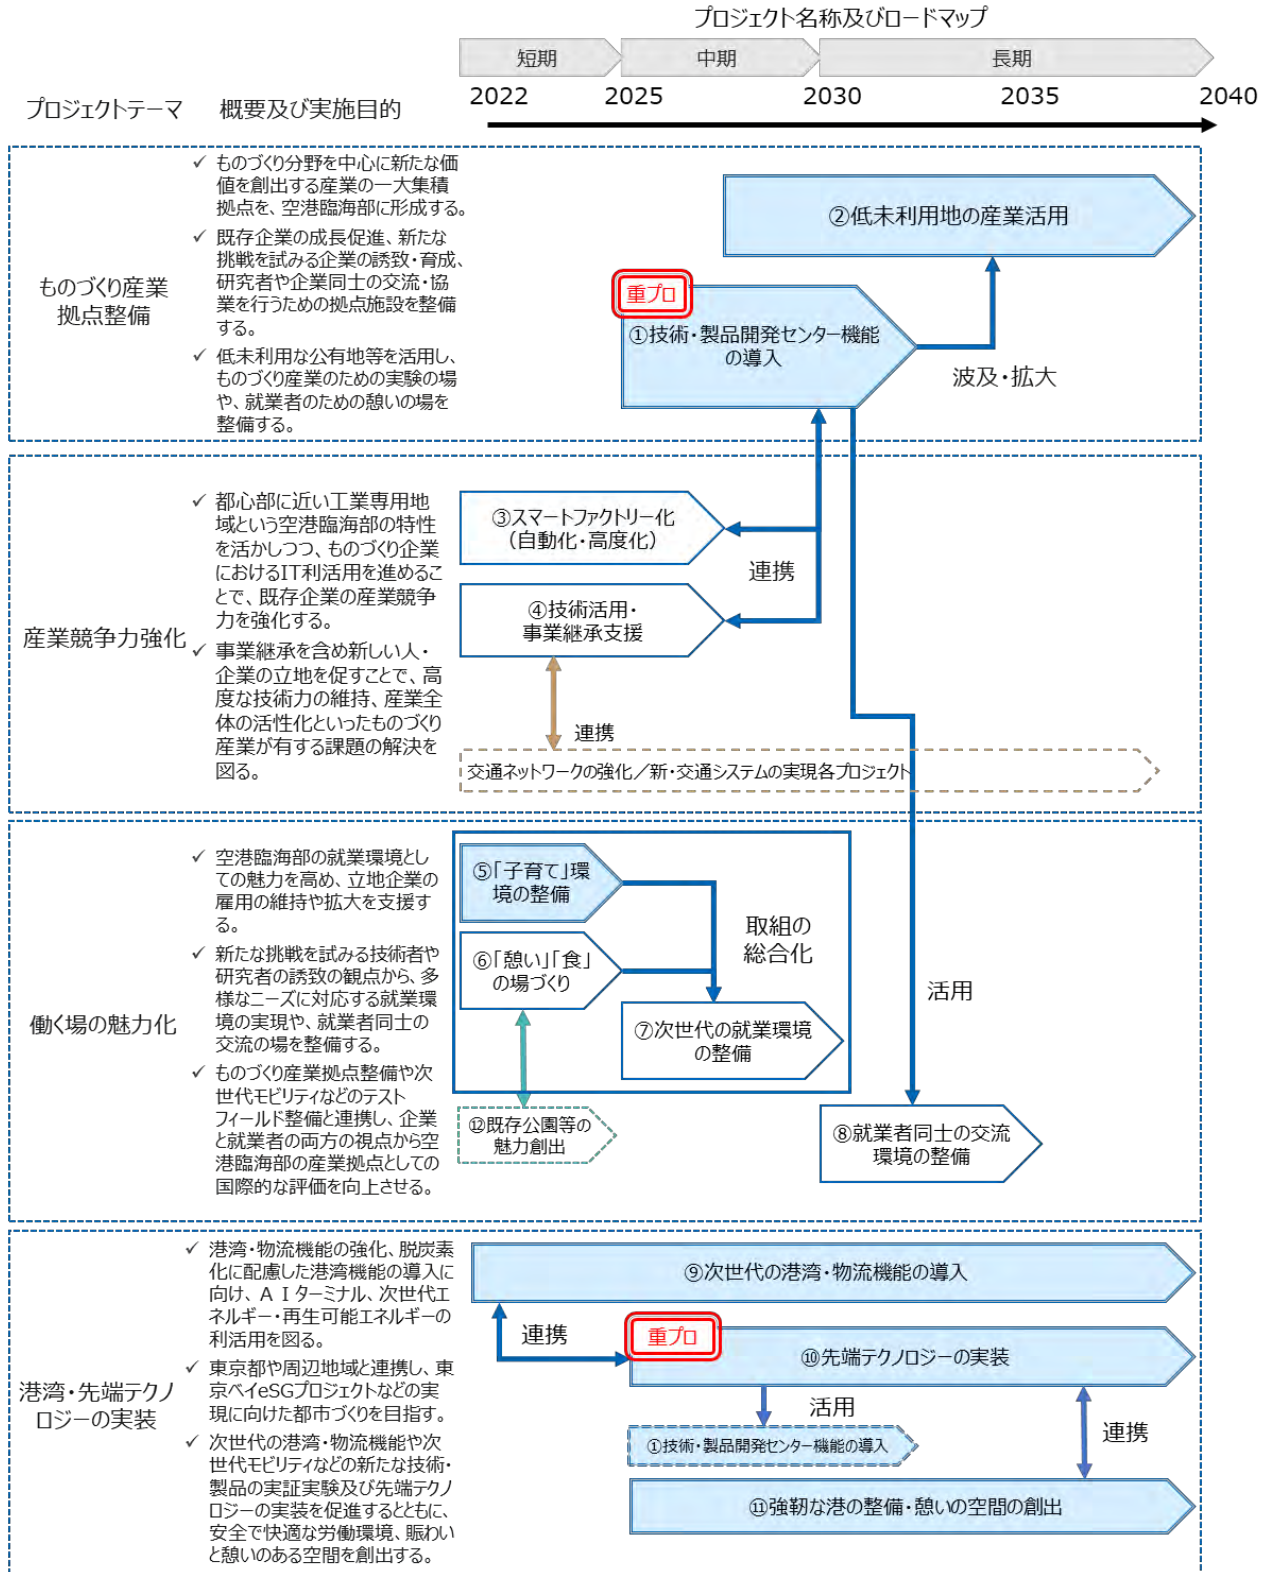 プロジェクト名称及びロードマップ
短期
中期
長期
2022
2025
2030
2035
2040
プロジェクトテーマ
概要及び実施目的
ものづくり産業
拠点整備
✓ ものづくり分野を中心に新たな価
値を創出する産業の一大集積
拠点を、空港臨海部に形成する。
✓ 既存企業の成長促進、新たな
挑戦を試みる企業の誘致・育成、
研究者や企業同士の交流・協
業を行うための拠点施設を整備
する。
✓ 低未利用な公有地等を活用し、
ものづくり産業のための実験の場
や、就業者のための憩いの場を
整備する。
②低未利用地の産業活用
重プロ
①技術・製品開発センター機能
の導入
波及・拡大
産業競争力強化
✓ 都心部に近い工業専用地
域という空港臨海部の特性
を活かしつつ、ものづくり企業
におけるIT利活用を進めるこ
とで、既存企業の産業競争
力を強化する。
✓ 事業継承を含め新しい人・
企業の立地を促すことで、高
度な技術力の維持、産業全
体の活性化といったものづくり
産業が有する課題の解決を
図る。
③スマートファクトリー化
（自動化・高度化）
連携
④技術活用・
事業継承支援
連携
交通ネットワークの強化／新・交通システムの実現各プロジェクト
働く場の魅力化
✓ 空港臨海部の就業環境とし
ての魅力を高め、立地企業の
雇用の維持や拡大を支援す
る。
✓ 新たな挑戦を試みる技術者や
研究者の誘致の観点から、多
様なニーズに対応する就業環
境の実現や、就業者同士の
交流の場を整備する。
✓ ものづくり産業拠点整備や次
世代モビリティなどのテスト
フィールド整備と連携し、企業
と就業者の両方の視点から空
港臨海部の産業拠点としての
国際的な評価を向上させる。
⑤「子育て」環
境の整備
⑥「憩い」「食」
の場づくり
取組の
総合化
⑦次世代の就業環境
の整備
活用
⑫既存公園等の
魅力創出
⑧就業者同士の交流
環境の整備
港湾・先端テクノ
ロジーの実装
✓ 港湾・物流機能の強化、脱炭素
化に配慮した港湾機能の導入に
向け、ＡＩターミナル、次世代エ
ネルギー・再生可能エネルギーの
利活用を図る。
✓ 東京都や周辺地域と連携し、東
京ベイeSGプロジェクトなどの実
現に向けた都市づくりを目指す。
✓ 次世代の港湾・物流機能や次
世代モビリティなどの新たな技術・
製品の実証実験及び先端テクノ
ロジーの実装を促進するとともに、
安全で快適な労働環境、賑わい
と憩いのある空間を創出する。
⑨次世代の港湾・物流機能の導入
連携
重プロ
⑩先端テクノロジーの実装
活用
①技術・製品開発センター機能の導入
連携
⑪強靭な港の整備・憩いの空間の創出